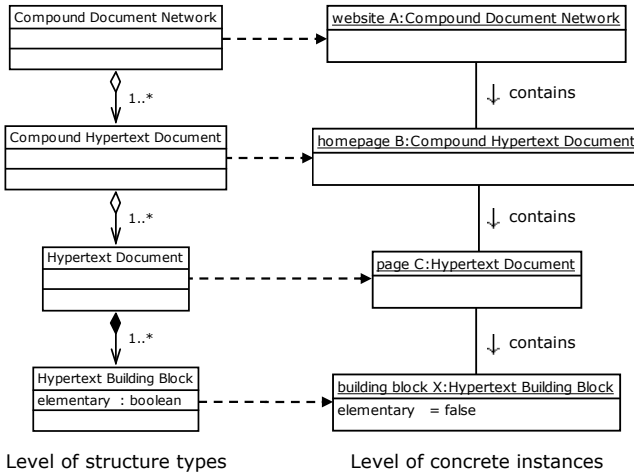 Compound Document Network
website A:Compound Document Network
1..*
contains
Compound Hypertext Document
homepage B:Compound Hypertext Document
1..*
contains
Hypertext Document
page C:Hypertext Document
1..*
contains
Hypertext Building Block
elementary : boolean
building block X:Hypertext Building Block
elementary = false
Level of structure types
Level of concrete instances